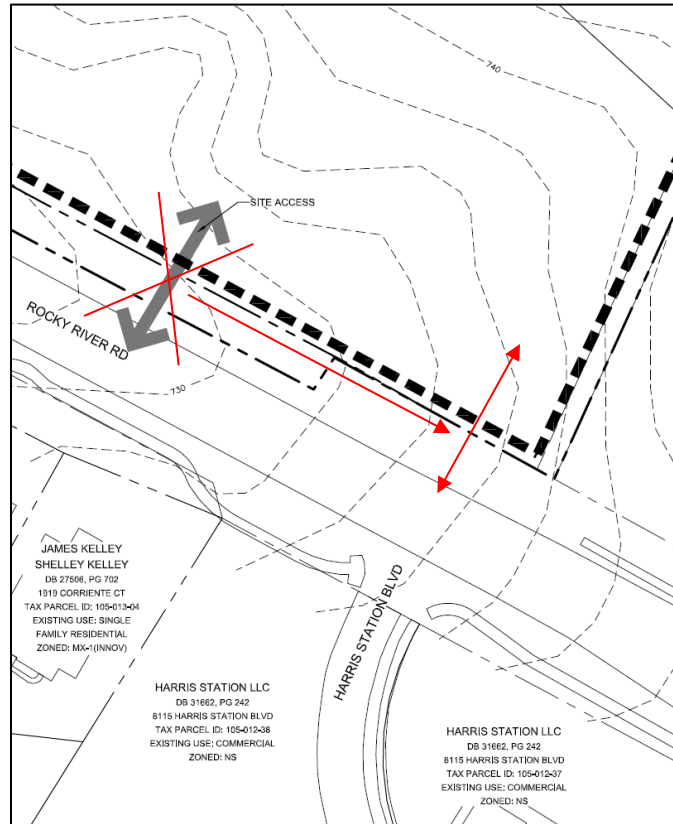 740
SITE ACCESS
ROCKY RIVER RD
730
HARRIS STATION BLVD
JAMES KELLEY
SHELLEY KELLEY
DB 27506, PG 702
1919 CORRIENTE CT
TAX PARCEL ID: 105-013-04
EXISTING USE: SINGLE
FAMILY RESIDENTIAL
ZONED: MX-1(INNOV)
HARRIS STATION LLC
DB 31662, PG 242
8115 HARRIS STATION BLVD
TAX PARCEL ID: 105-012-38
EXISTING USE: COMMERCIAL
ZONED: NS
HARRIS STATION LLC
DB 31662, PG 242
8115 HARRIS STATION BLVD
TAX PARCEL ID: 105-012-37
EXISTING USE: COMMERCIAL
ZONED: NS